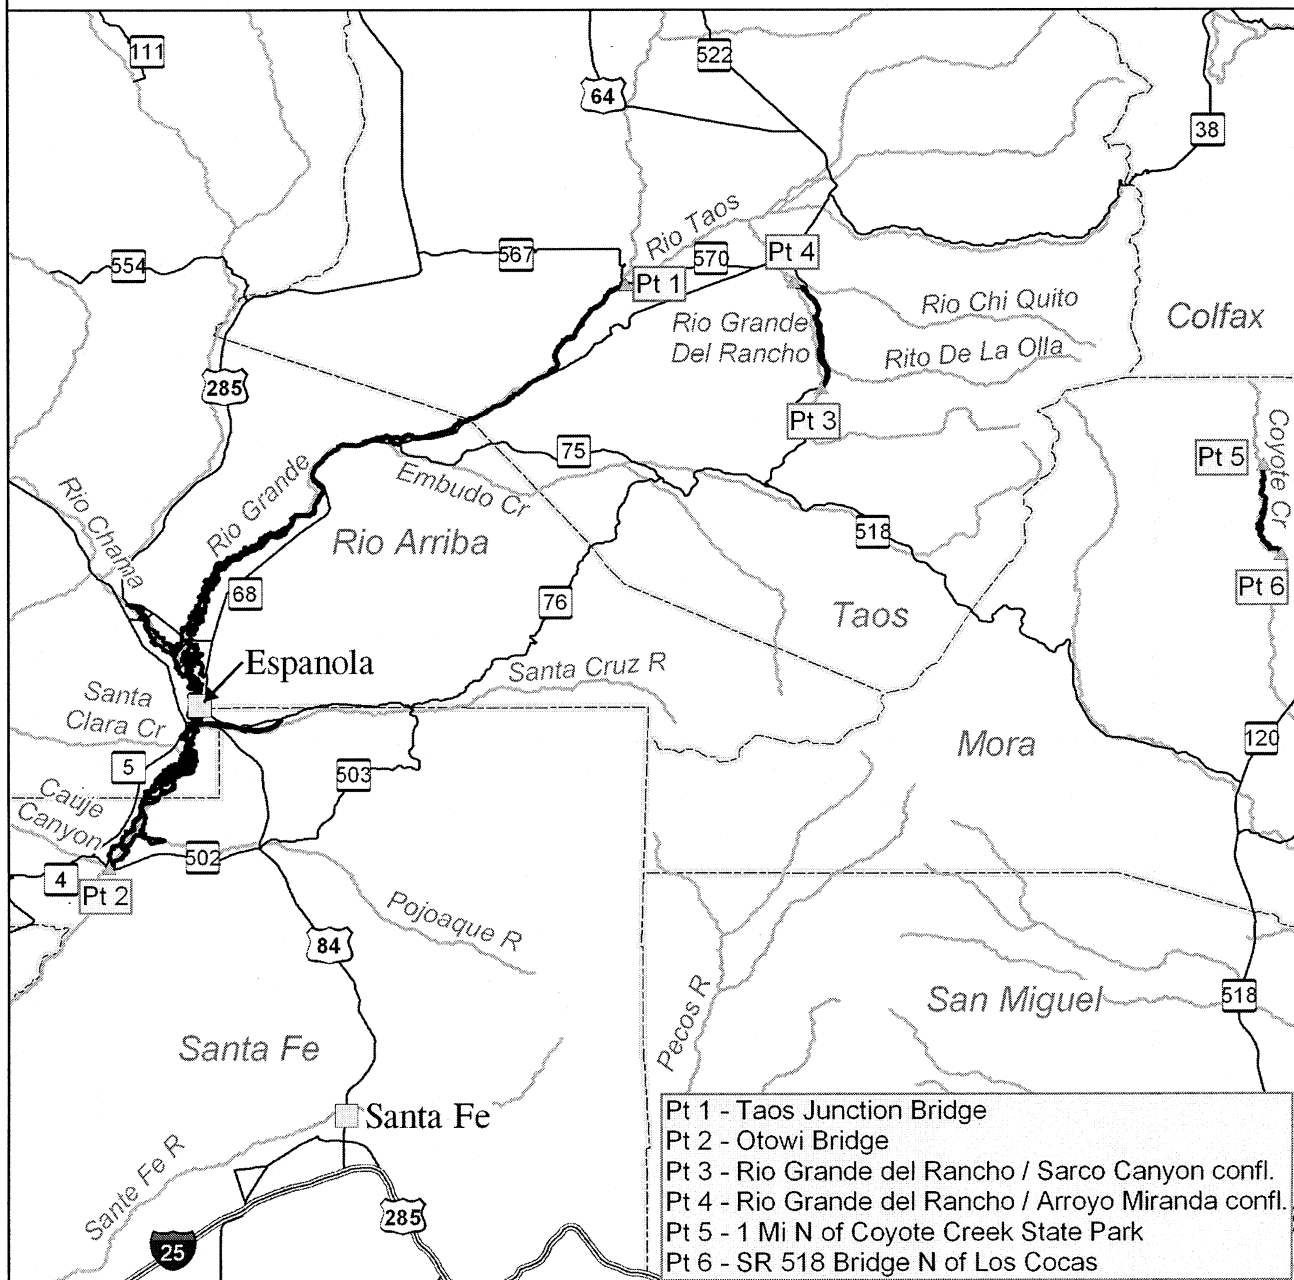 111
522
64
38
Rio Taos
554
567
570
Pt 4
Pt 1
Rio Chi Quito
Colfax
Rio Grande
Del Rancho
Rito De La Olla
285
Pt 3
Coyote Cr
Pt 5
75
Rio Grande
Embudo Cr
Rio Chama
Rio Arriba
518
68
76
Pt 6
Taos
Espanola
Santa Cruz R
Santa
Clara Cr
Mora
120
5
503
Cauje
Canyon
502
4
Pt 2
Pojoaque R
84
Pecos R
San Miguel
518
Santa Fe
Santa Fe
Sante Fe R
285
25
Pt 1 - Taos Junction Bridge
Pt 2 - Otowi Bridge
Pt 3 - Rio Grande del Rancho / Sarco Canyon confl.
Pt 4 - Rio Grande del Rancho / Arroyo Miranda confl.
Pt 5 - 1 Mi N of Coyote Creek State Park
Pt 6 - SR 518 Bridge N of Los Cocas